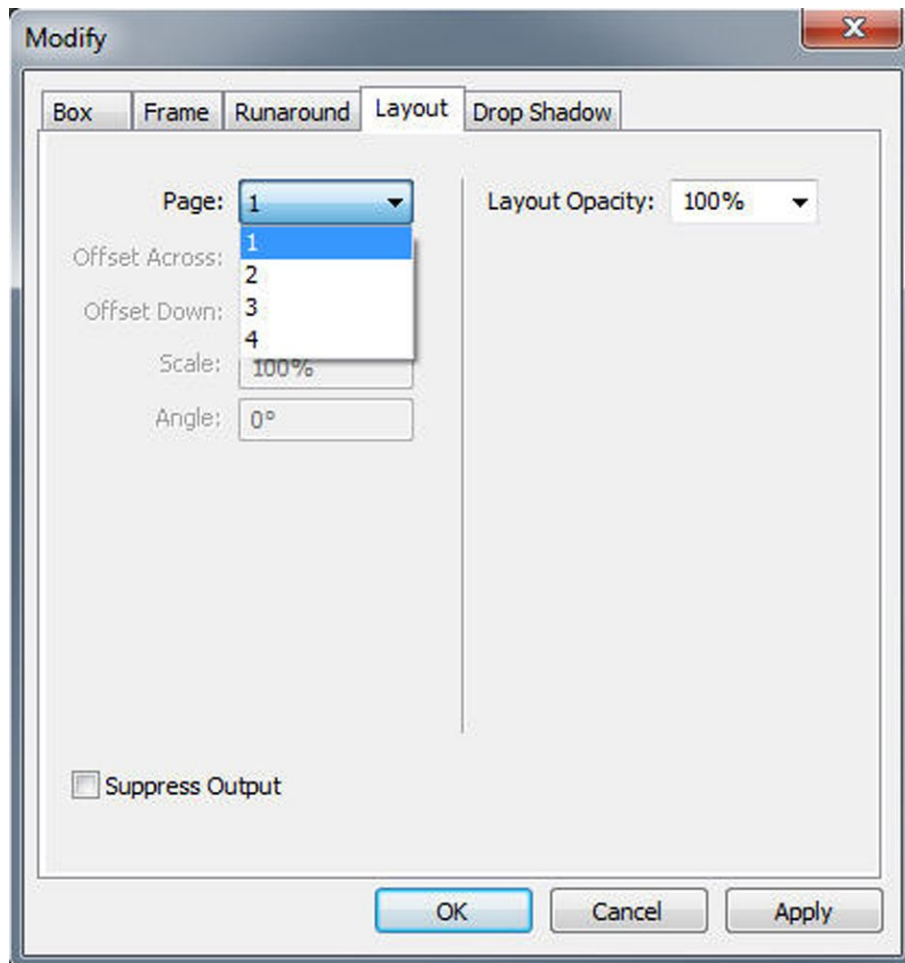 Modify
Box Frame Runaround Layout Drop Shadow
Page: 1 Layout Opacity: 100%
1
Offset Across:
2
Offset Down: 3
4
Scale: 100%
Angle: 0°
Suppress Output
OK Cancel Apply